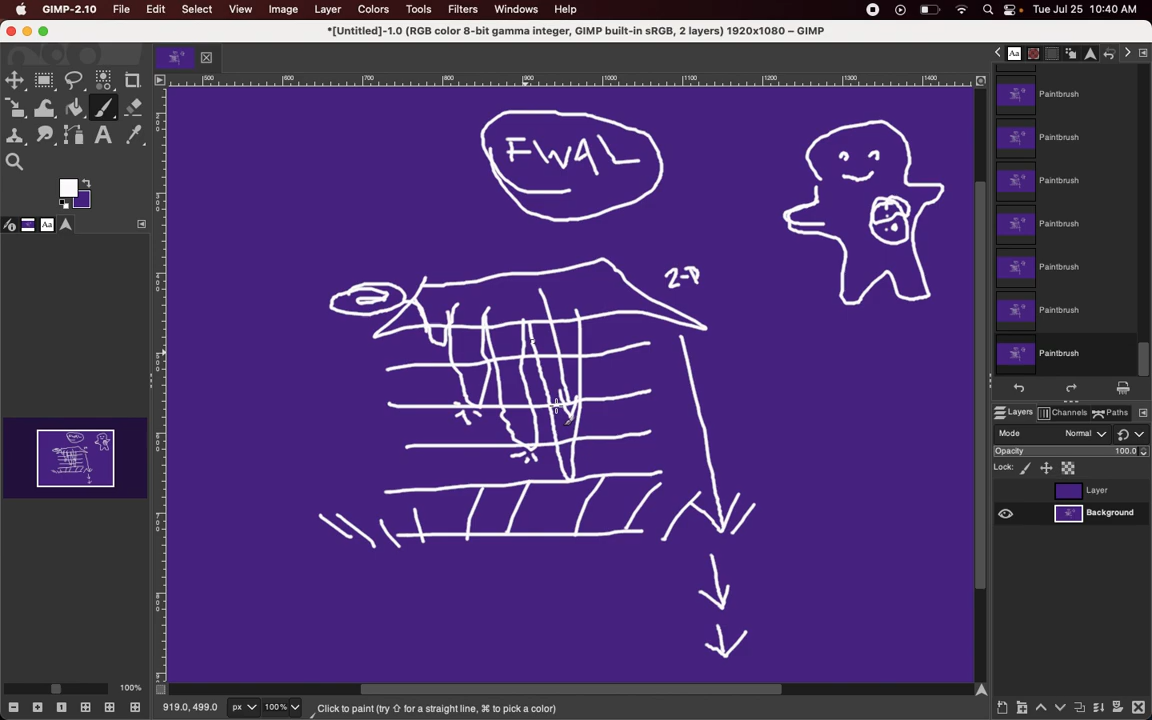 GIMP-2.10 File Edit Select View Image Layer Colors Tools Filters Windows Help Tue Jul 25 10:40 AM
*[Untitled]-1.0 (RGB color 8-bit gamma integer, GIMP built-in sRGB, 2 layers) 1920x1080 – GIMP
Paintbrush
Paintbrush
Paintbrush
Paintbrush
Paintbrush
Paintbrush
Paintbrush
Layers Channels Paths
Mode Normal
Opacity 100.0
Lock:
Layer
Background
100%
919.0, 499.0 px 100% Click to paint (try ⇧ for a straight line, ⌘ to pick a color)